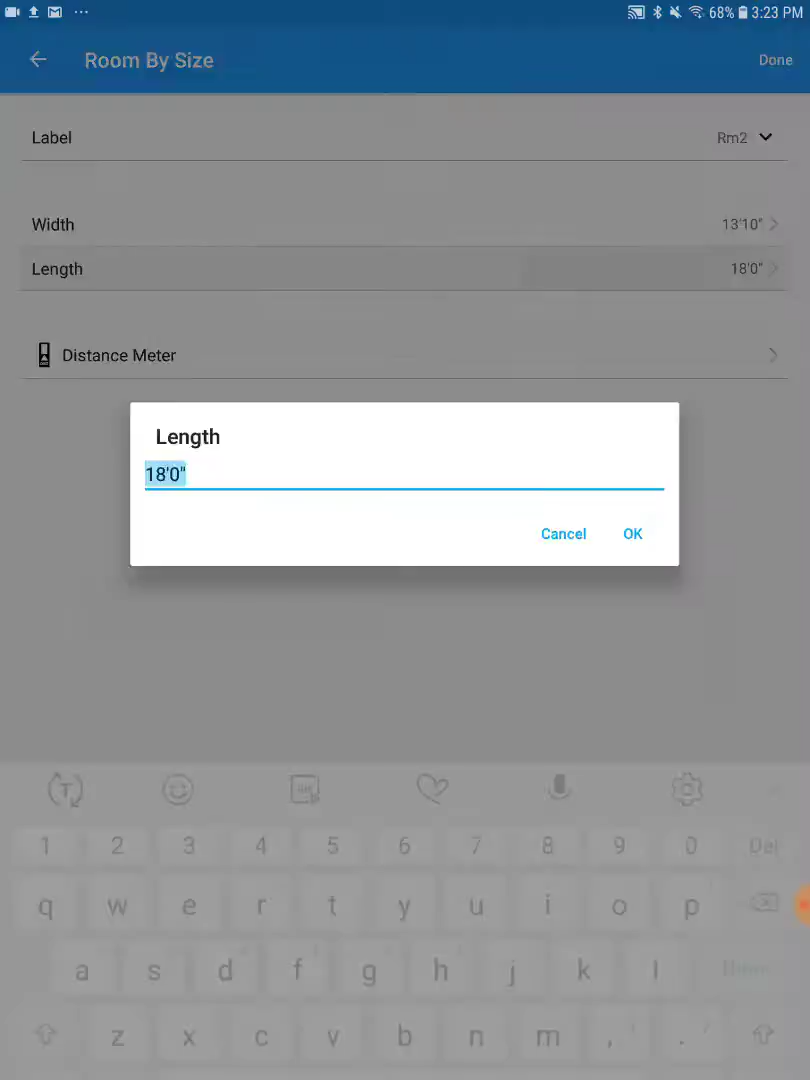 68% 3:23 PM
Room By Size Done
Label Rm2
Width 13'10"
Length 18'0"
Distance Meter
Length
18'0"
Cancel OK
1 2 3 4 5 6 7 8 9 0 Del
q w e r t y u i o p
a s d f g h j k l
z x c v b n m , .